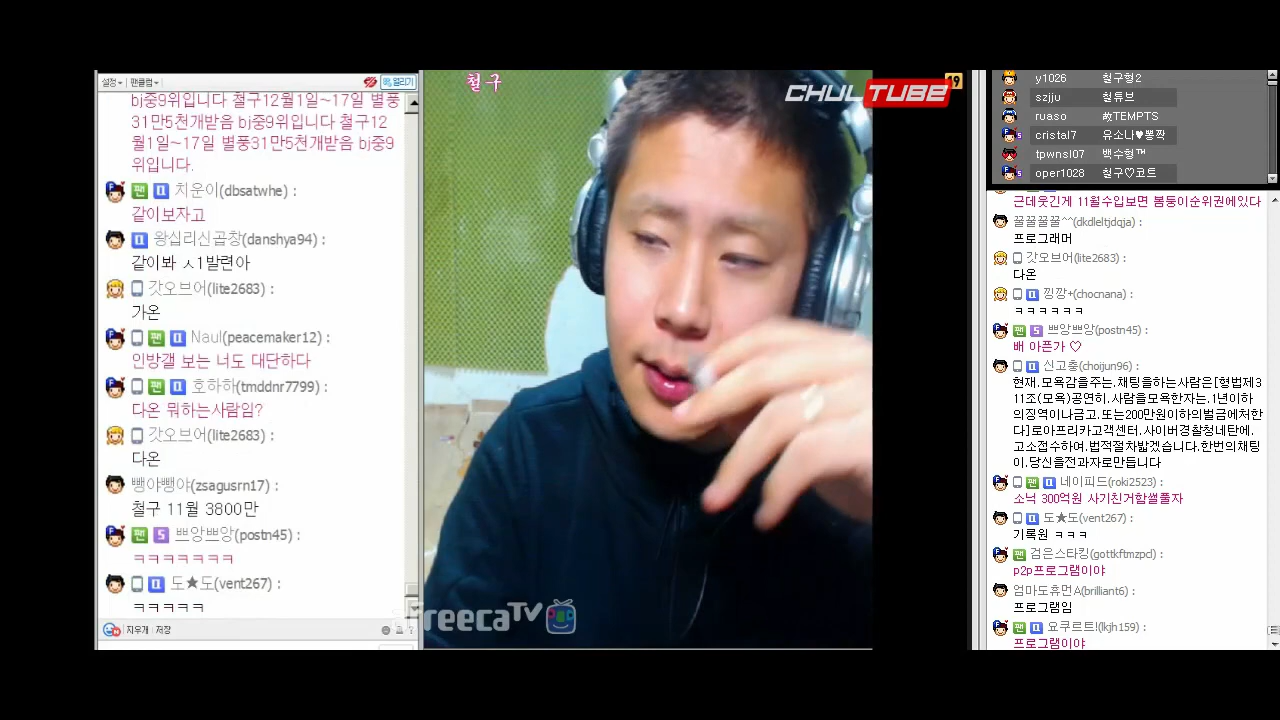 설정 팬클럽 열리기
bj중9위입니다 철구12월1일~17일 별풍
31만5천개받음 bj중9위입니다 철구12
월1일~17일 별풍31만5천개받음 bj중9
위입니다.
치운이(dbsatwhe) :
같이보자고
왕십리신곱창(danshya94) :
같이봐 ㅅ1발련아
갓오브어(lite2683) :
가온
Naul(peacemaker12) :
인방갤 보는 너도 대단하다
호하하(tmddnr7799) :
다온 뭐하는사람임?
갓오브어(lite2683) :
다온
뺑아뺑야(zsagusrn17) :
철구 11월 3800만
쁘앙쁘앙(postn45) :
ㅋㅋㅋㅋㅋㅋㅋ
도★도(vent267) :
ㅋㅋㅋㅋㅋ
지우개 저장
철구
CHULTUBE
19
freecaTV
y1026 구형2
szjju 철튜브
ruaso 故TEMPTS
cristal7 유소나♥뽕짝
tpwnsl07 백수형™
oper1028 철구♡코트
근데웃긴게 11월수입보면 봄둥이순위권에있다
끌끌끌끌^^(dkdleltjdqja) :
프로그래머
갓오브어(lite2683) :
다온
낑깡+(chocnana) :
ㅋㅋㅋㅋㅋㅋ
쁘앙쁘앙(postn45) :
배 아픈가 ♡
신고충(choijun96) :
현재.모욕감을주는.채팅을하는사람은[형법제3
11조(모욕)공연히.사람을모욕한자는.1년이하
의징역이나금고.또는200만원이하의벌금에처한
다]로아프리카고객센터.사이버경찰청네탄에.
고소접수하여.법적절차밟겠습니다.한번의채팅
이.당신을전과자로만듭니다
네이피드(roki2523) :
소닉 300억원 사기친거함썰풀자
도★도(vent267) :
기록원 ㅋㅋㅋ
검은스타킹(gottkftmzpcl) :
p2p프로그램이야
엄마도휴먼A(brilliant6) :
프로그램임
요쿠르트!(lkjh159) :
프로그램이야